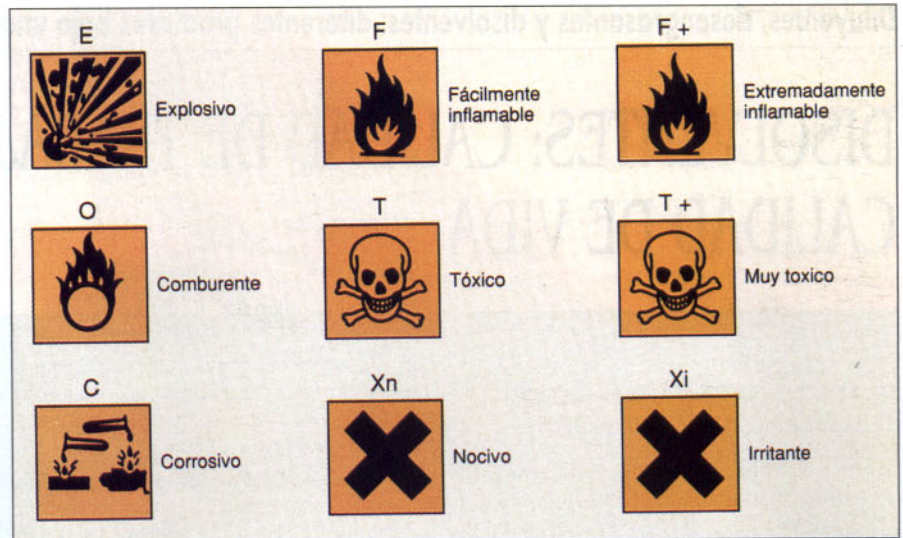 E
F
F +
Explosivo
Fácilmente
inflamable
Extremadamente
inflamable
O
T
T +
Comburente
Tóxico
Muy toxico
C
Xn
Xi
Corrosivo
Nocivo
Irritante